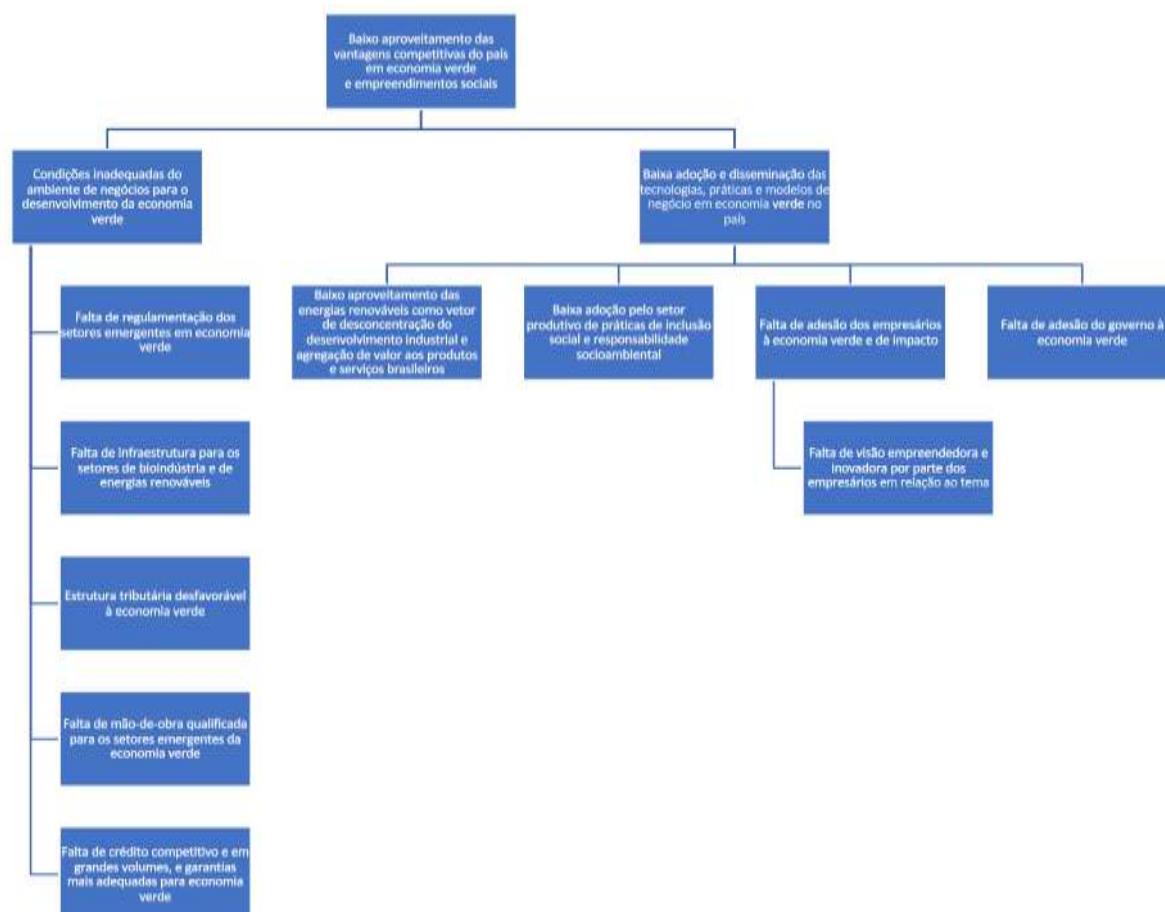 Baixo aproveitamento das
vantagens competitivas do país
em economia verde
e empreendimentos sociais
Condições inadequadas do
ambiente de negócios para o
desenvolvimento da economia
verde
Baixa adoção e disseminação das
tecnologias, práticas e modelos de
negócio em economia verde no
país
Falta de regulamentação dos
setores emergentes em economia
verde
Baixo aproveitamento das
energias renováveis como vetor
de desconcentração do
desenvolvimento industrial e
agregação de valor aos produtos
e serviços brasileiros
Baixa adoção pelo setor
produtivo de práticas de inclusão
social e responsabilidade
socioambiental
Falta de adesão dos empresários
à economia verde e de impacto
Falta de adesão do governo à
economia verde
Falta de infraestrutura para os
setores de bioindústria e de
energias renováveis
Falta de visão empreendedora e
inovadora por parte dos
empresários em relação ao tema
Estrutura tributária desfavorável
à economia verde
Falta de mão-de-obra qualificada
para os setores emergentes da
economia verde
Falta de crédito competitivo e em
grandes volumes, e garantias
mais adequadas para economia
verde